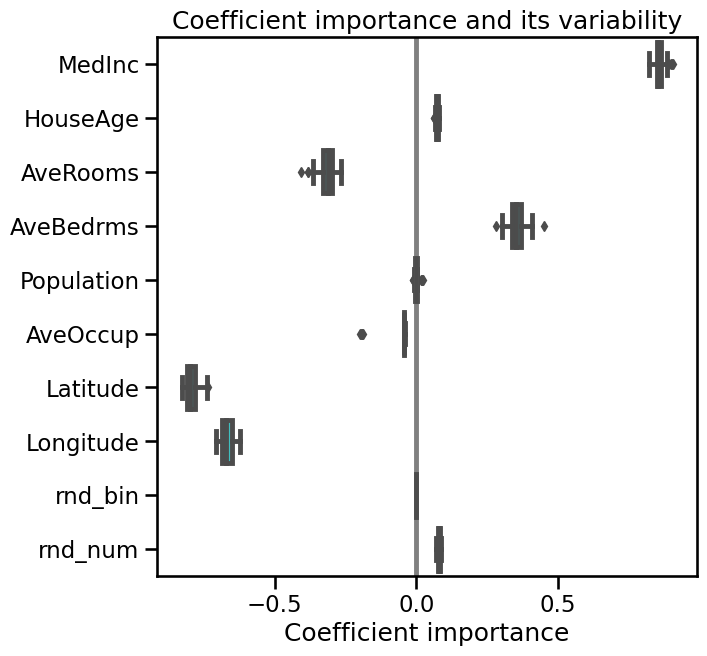 Coefficient importance and its variability
MedInc
HouseAge
AveRooms
AveBedrms
Population
AveOccup
Latitude
Longitude
rnd_bin
rnd_num
−0.5 0.0 0.5
Coefficient importance